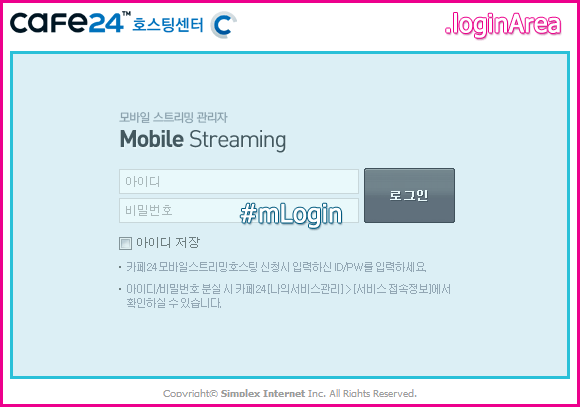 cafe24™ 호스팅센터 C
.loginArea
모바일 스트리밍 관리자
Mobile Streaming
아이디
비밀번호
#mLogin
로그인
아이디 저장
• 카페24 모바일스트리밍호스팅 신청시 입력하신 ID/PW를 입력하세요.
• 아이디/비밀번호 분실 시 카페24 [나의서비스관리] > [서비스 접속정보]에서
확인하실 수 있습니다.
Copyright© Simplex Internet Inc. All Rights Reserved.